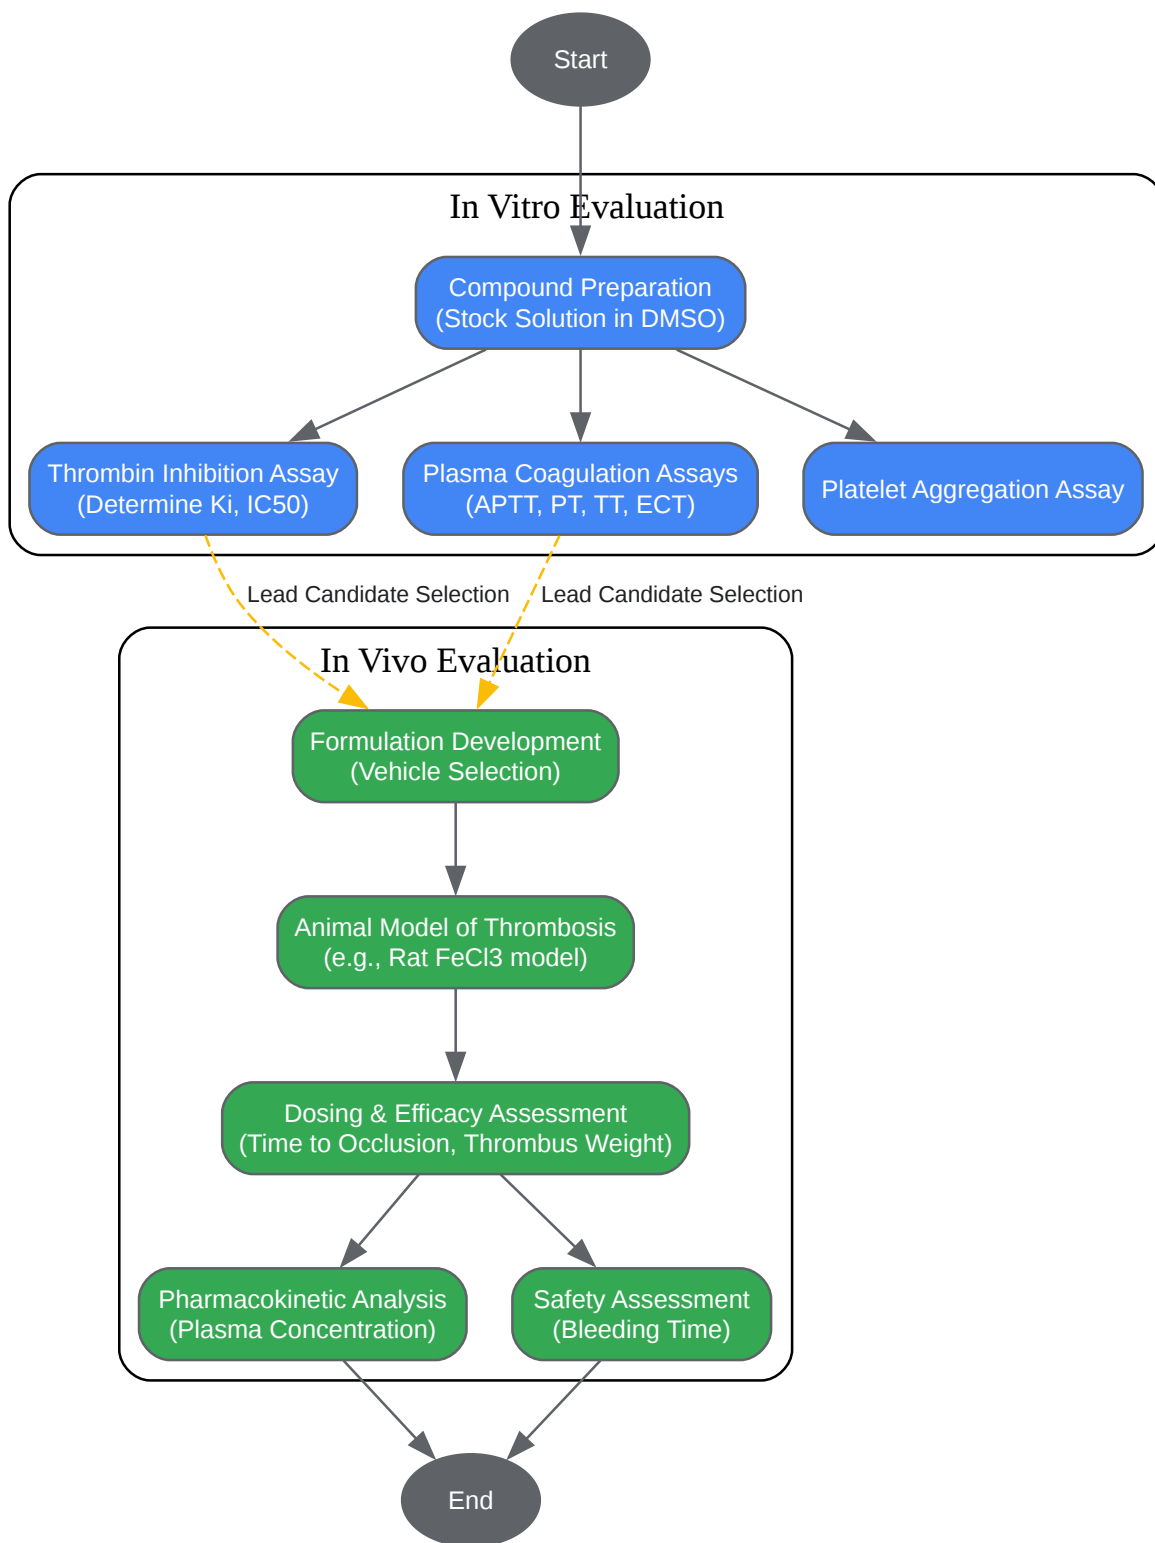 Start
In Vitro Evaluation
Compound Preparation
(Stock Solution in DMSO)
Thrombin Inhibition Assay
(Determine Ki, IC50)
Plasma Coagulation Assays
(APTT, PT, TT, ECT)
Platelet Aggregation Assay
Lead Candidate Selection
Lead Candidate Selection
In Vivo Evaluation
Formulation Development
(Vehicle Selection)
Animal Model of Thrombosis
(e.g., Rat FeCl3 model)
Dosing & Efficacy Assessment
(Time to Occlusion, Thrombus Weight)
Pharmacokinetic Analysis
(Plasma Concentration)
Safety Assessment
(Bleeding Time)
End